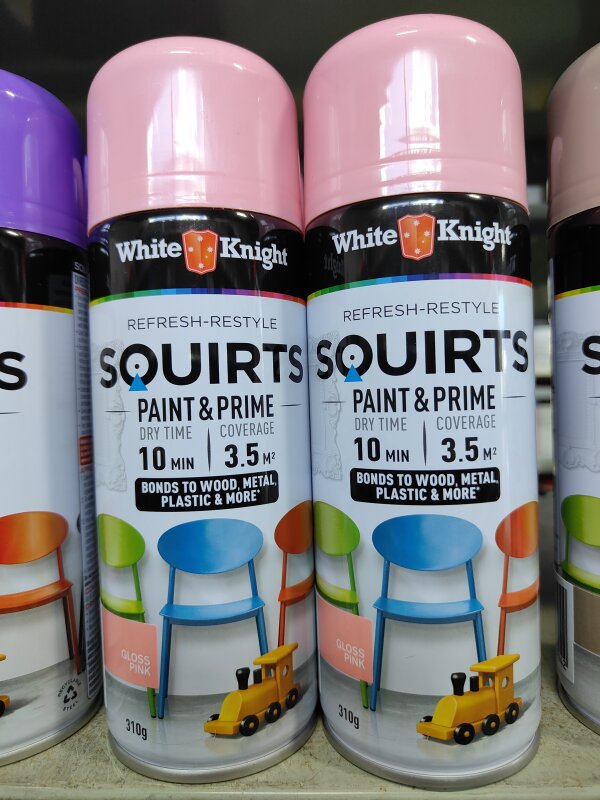 White Knight
REFRESH-RESTYLE
SQUIRTS
PAINT & PRIME
DRY TIME | COVERAGE
10 MIN | 3.5 M²
BONDS TO WOOD, METAL,
PLASTIC & MORE*
GLOSS
PINK
310g
White Knight
REFRESH-RESTYLE
SQUIRTS
PAINT & PRIME
DRY TIME | COVERAGE
10 MIN | 3.5 M²
BONDS TO WOOD, METAL,
PLASTIC & MORE*
GLOSS
PINK
310g
S
RECYCLABLE
STEEL
S